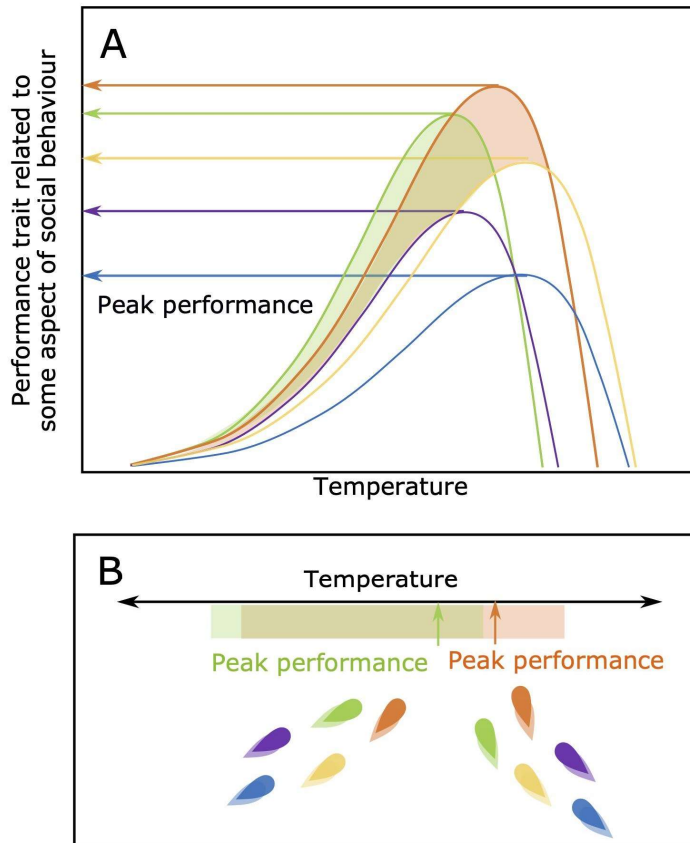 A
Performance trait related to
some aspect of social behaviour
Peak performance
Temperature
B
Temperature
Peak performance
Peak performance